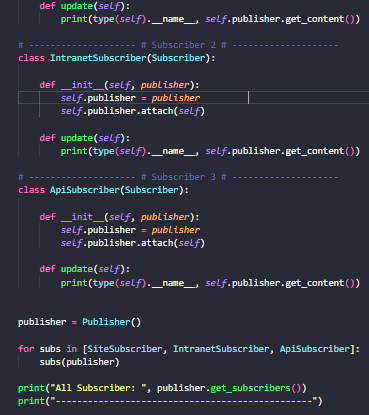 def update(self):
        print(type(self).__name__, self.publisher.get_content())
# -------------------- # Subscriber 2 # --------------------
class IntranetSubscriber(Subscriber):
    def __init__(self, publisher):
        self.publisher = publisher
        self.publisher.attach(self)
    def update(self):
        print(type(self).__name__, self.publisher.get_content())
# -------------------- # Subscriber 3 # --------------------
class ApiSubscriber(Subscriber):
    def __init__(self, publisher):
        self.publisher = publisher
        self.publisher.attach(self)
    def update(self):
        print(type(self).__name__, self.publisher.get_content())
publisher = Publisher()
for subs in [SiteSubscriber, IntranetSubscriber, ApiSubscriber]:
    subs(publisher)
print("All Subscriber: ", publisher.get_subscribers())
print("------------------------------------------------")